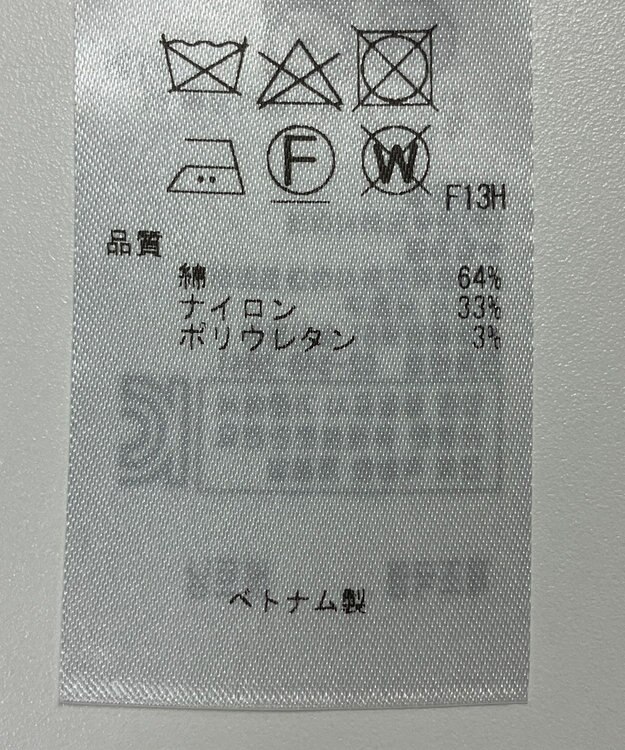 F W
F13H
品質
綿 64%
ナイロン 33%
ポリウレタン 3%
ベトナム製